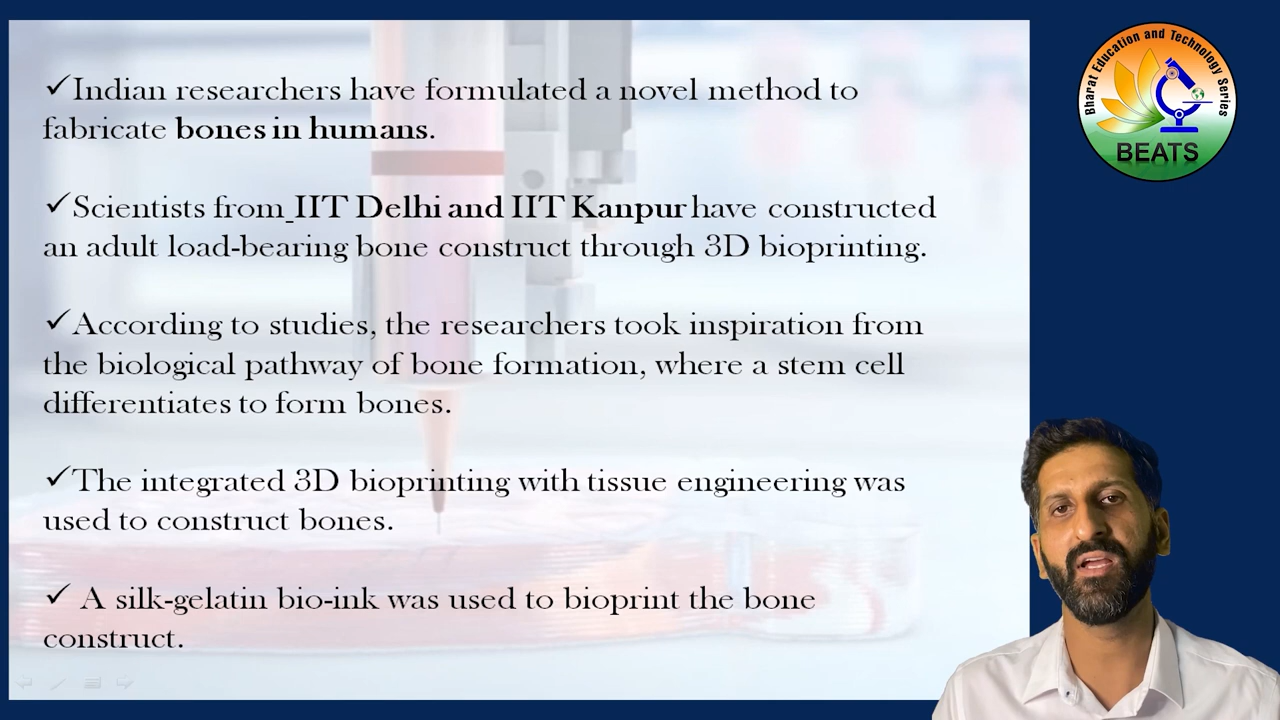 ✓Indian researchers have formulated a novel method to
fabricate bones in humans.
✓Scientists from IIT Delhi and IIT Kanpur have constructed
an adult load-bearing bone construct through 3D bioprinting.
✓According to studies, the researchers took inspiration from
the biological pathway of bone formation, where a stem cell
differentiates to form bones.
✓The integrated 3D bioprinting with tissue engineering was
used to construct bones.
✓ A silk-gelatin bio-ink was used to bioprint the bone
construct.
Bharat Education and Technology Series
BEATS